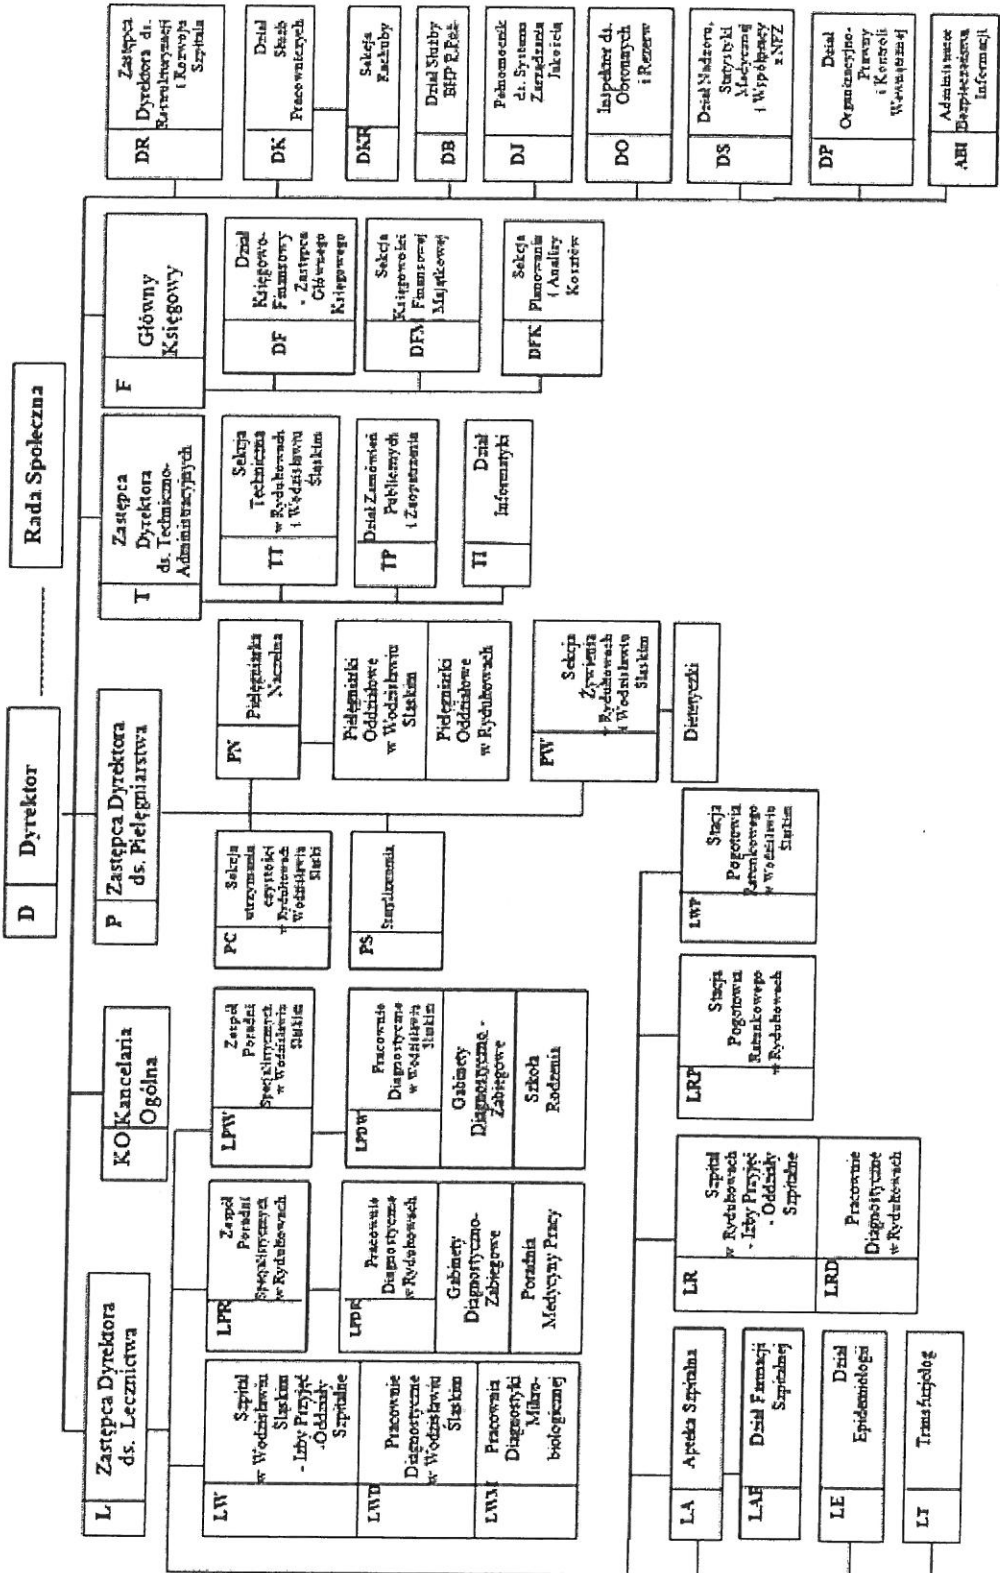 D
Dyrektor
Rada Społeczna
L
Zastępca Dyrektora
ds. Lecznictwa
KO
Kancelaria
Ogólna
P
Zastępca Dyrektora
ds. Pielęgniarstwa
T
Zastępca
Dyrektora
ds. Techniczno-
Administracyjnych
F
Główny
Księgowy
DR
Zastępca
Dyrektora ds.
Restrukturyzacji
i Rozwoju
Szpitala
DK
Dział
Służb
Pracowniczych
DKR
Sekcja
Rachuby
DB
Dział Służby
BHP i P.Poż.
DJ
Pełnomocnik
ds. Systemu
Zarządzania
Jakością
DO
Inspektor ds.
Obronnych
i Rezerw
DS
Dział Nadzoru,
Statystyki
Medycznej
i Współpracy
z NFZ
DP
Dział
Organizacyjno-
Prawny
i Kontroli
Wewnętrznej
ABI
Administrator
Bezpieczeństwa
Informacji
LW
Szpital
w Wodzisławiu
Śląskim
- Izby Przyjęć
- Oddziały
Szpitalne
LWD
Pracownie
Diagnostyczne
w Wodzisławiu
Śląskim
LWM
Pracownia
Diagnostyki
Mikro-
biologicznej
LPR
Zespół
Poradni
Specjalistycznych
w Rydułtowach
LPDR
Pracownie
Diagnostyczne
w Rydułtowach
Gabinety
Diagnostyczno-
Zabiegowe
Poradnia
Medycyny Pracy
LPW
Zespół
Poradni
Specjalistycznych
w Wodzisławiu
Śląskim
LPDW
Pracownie
Diagnostyczne
w Wodzisławiu
Śląskim
Gabinety
Diagnostyczno -
Zabiegowe
Szkoła
Rodzenia
PC
Sekcja
utrzymania
czystości
w Rydułtowach
Wodzisławiu
Śląski
PS
Sterylizatornia
PN
Pielęgniarka
Naczelna
Pielęgniarki
Oddziałowe
w Wodzisławiu
Śląskim
Pielęgniarki
Oddziałowe
w Rydułtowach
PW
Sekcja
Żywienia
w Rydułtowach
i Wodzisławiu
Śląskim
Dietetyczki
TT
Sekcja
Techniczna
w Rydułtowach
i Wodzisławiu
Śląskim
TP
Dział Zamówień
Publicznych
i Zaopatrzenia
TI
Dział
Informatyki
DF
Dział
Księgowo-
Finansowy
- Zastępca
Głównego
Księgowego
DFM
Sekcja
Księgowości
Finansowej
i Majątkowej
DFK
Sekcja
Planowania
i Analizy
Kosztów
LA
Apteka Szpitalna
LAF
Dział Farmacji
Szpitalnej
LE
Dział
Epidemiologii
LT
Transfuzjolog
LR
Szpital
w Rydułtowach
- Izby Przyjęć
- Oddziały
Szpitalne
LRD
Pracownie
Diagnostyczne
w Rydułtowach
LRP
Stacja
Pogotowia
Ratunkowego
w Rydułtowach
LWP
Stacja
Pogotowia
Ratunkowego
w Wodzisławiu
Śląskim